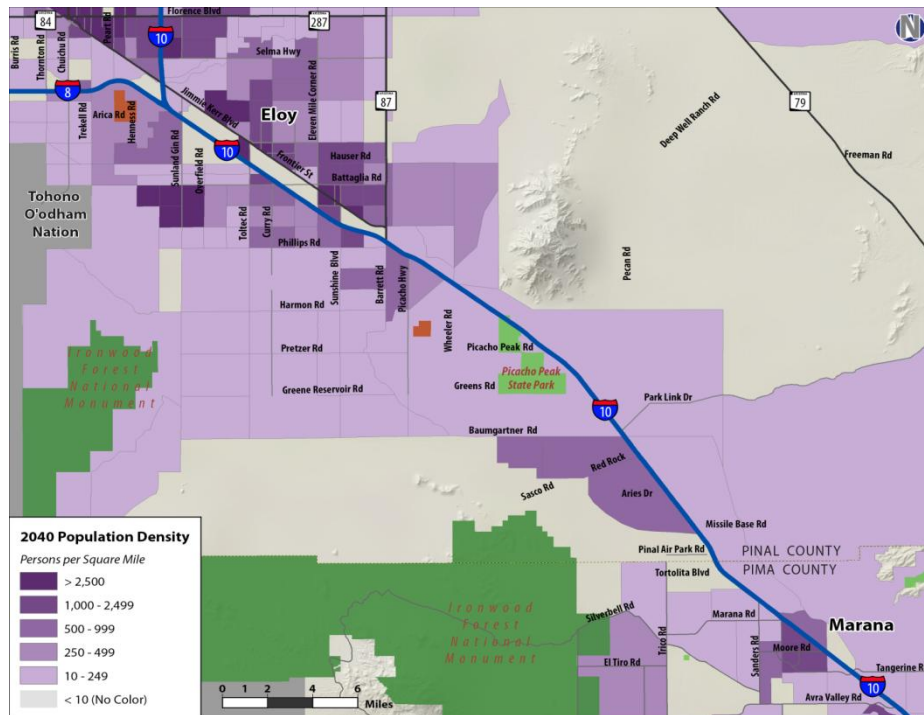 84
Florence Blvd
287
N
Burris Rd
Thornton Rd
Chuichu Rd
Peart Rd
10
Selma Hwy
8
Trekell Rd
Arica Rd
Henness Rd
Jimmie Kerr Blvd
Eloy
Eleven Mile Corner Rd
87
79
Deep Well Ranch Rd
Freeman Rd
Sunland Gin Rd
Overfield Rd
10
Frontier St
Hauser Rd
Battaglia Rd
Tohono
O'odham
Nation
Toltec Rd
Curry Rd
Phillips Rd
Sunshine Blvd
Barrett Rd
Picacho Hwy
Pecan Rd
Harmon Rd
Wheeler Rd
Pretzer Rd
Picacho Peak Rd
Ironwood
Forest
National
Monument
Greene Reservoir Rd
Greens Rd
Picacho Peak
State Park
10
Park Link Dr
Baumgartner Rd
Red Rock
Sasco Rd
Aries Dr
Missile Base Rd
Pinal Air Park Rd
PINAL COUNTY
PIMA COUNTY
Tortolita Blvd
Ironwood
Forest
National
Monument
Silverbell Rd
Trico Rd
Marana Rd
Marana
Sanders Rd
Moore Rd
El Tiro Rd
Tangerine R
10
Avra Valley Rd
2040 Population Density
Persons per Square Mile
> 2,500
1,000 - 2,499
500 - 999
250 - 499
10 - 249
< 10 (No Color)
0 2 4 6
Miles